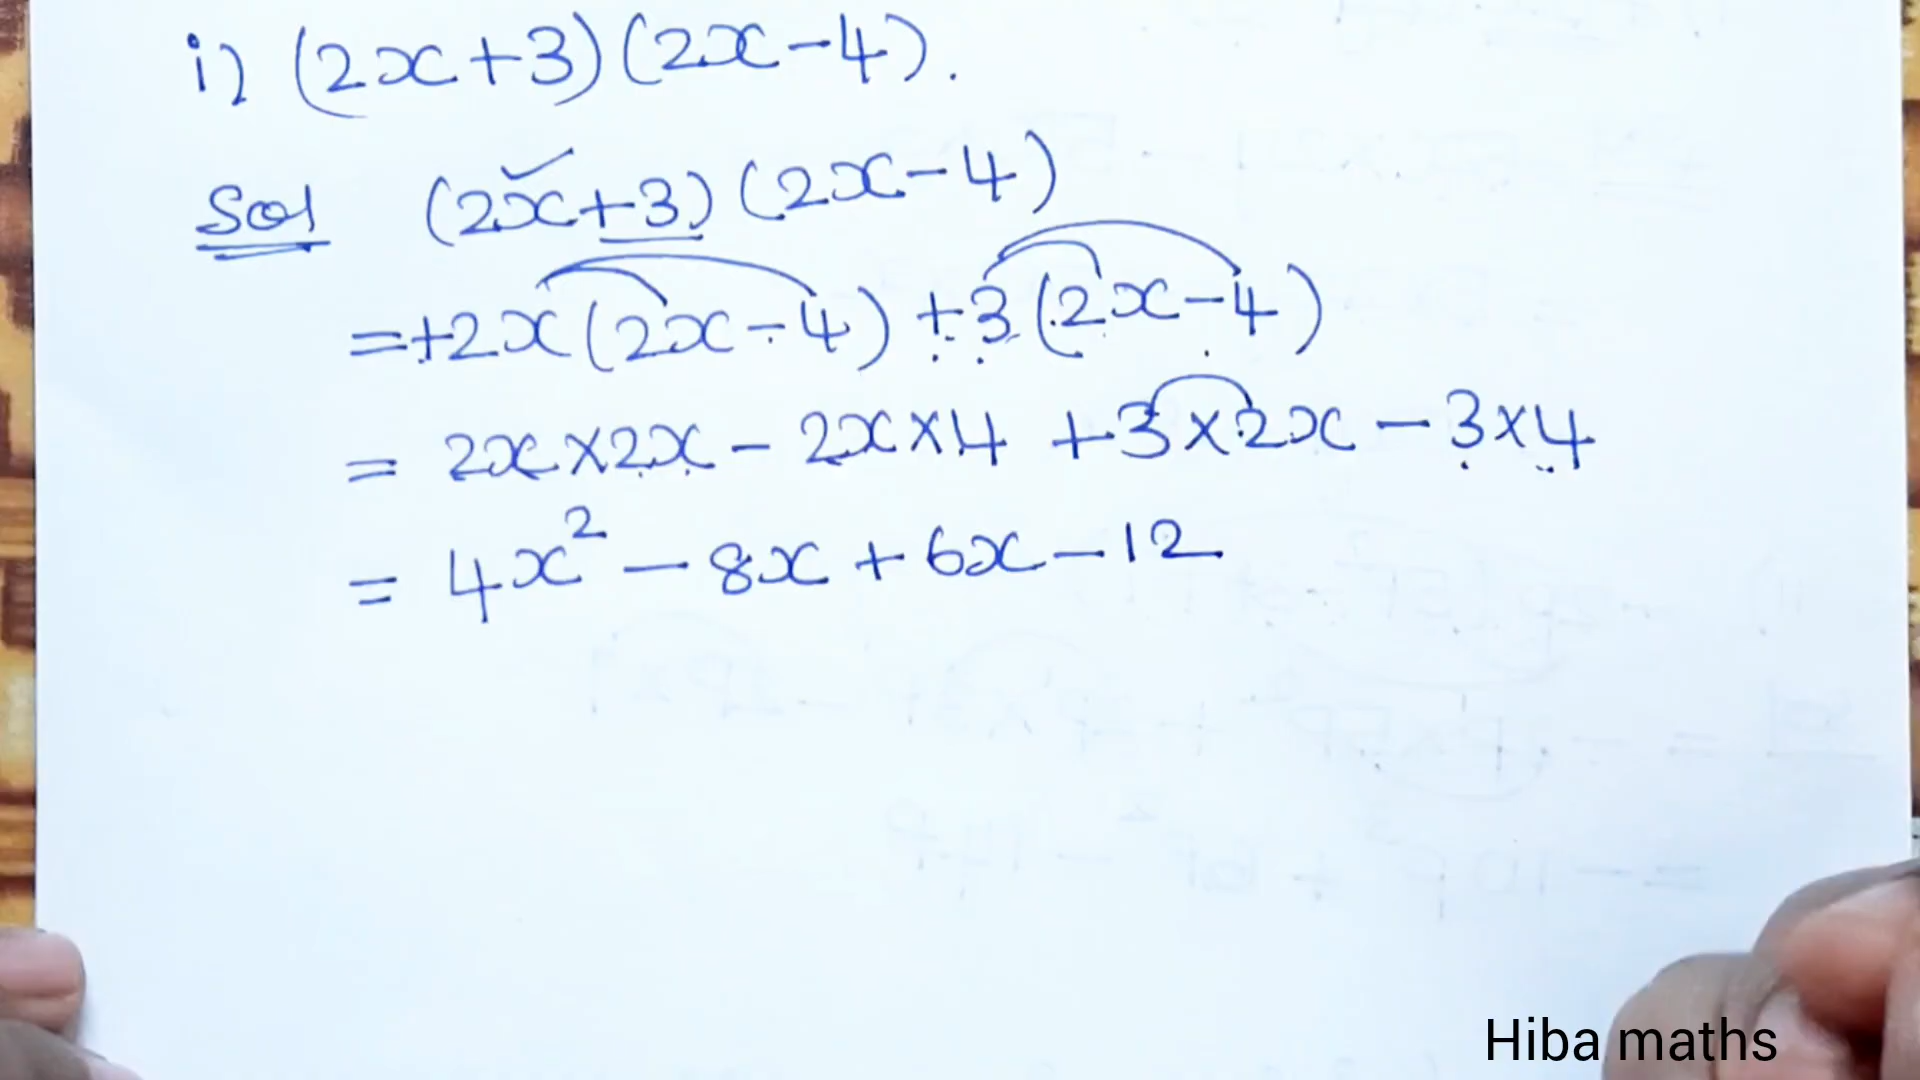 i) (2x+3)(2x-4).
Sol (2x+3)(2x-4)
=+2x(2x-4) +3(2x-4)
= 2x×2x - 2x×4 +3×2x - 3×4
= 4x² - 8x + 6x - 12
Hiba maths